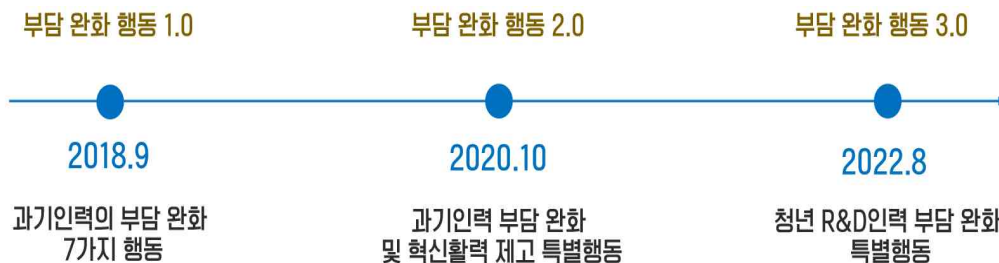 부담 완화 행동 1.0
부담 완화 행동 2.0
부담 완화 행동 3.0
2018.9
2020.10
2022.8
과기인력의 부담 완화
7가지 행동
과기인력 부담 완화
및 혁신활력 제고 특별행동
청년 R&D인력 부담 완화
특별행동